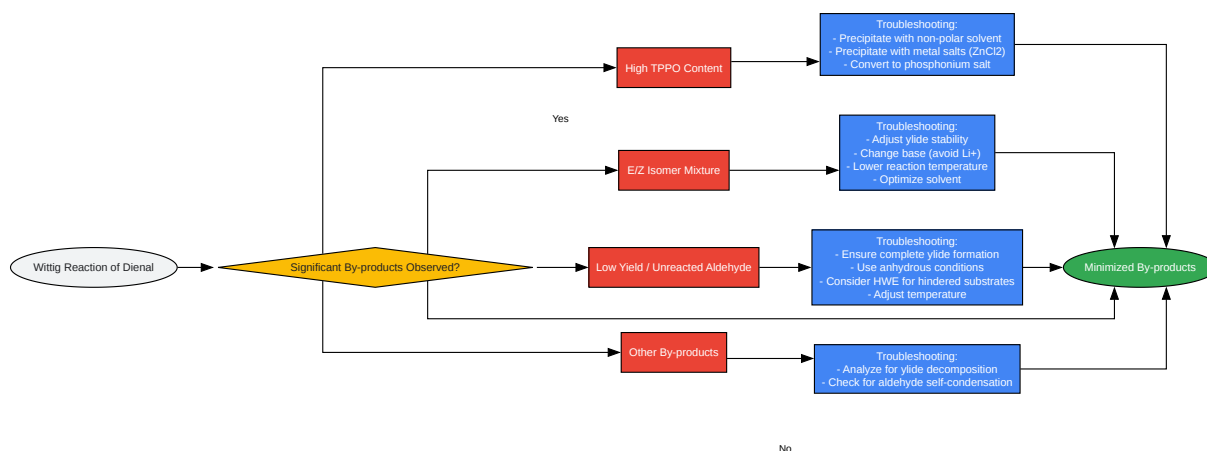 Wittig Reaction of Dienal
Significant By-products Observed?
Yes
No
High TPPO Content
Troubleshooting:
- Precipitate with non-polar solvent
- Precipitate with metal salts (ZnCl2)
- Convert to phosphonium salt
E/Z Isomer Mixture
Troubleshooting:
- Adjust ylide stability
- Change base (avoid Li+)
- Lower reaction temperature
- Optimize solvent
Low Yield / Unreacted Aldehyde
Troubleshooting:
- Ensure complete ylide formation
- Use anhydrous conditions
- Consider HWE for hindered substrates
- Adjust temperature
Other By-products
Troubleshooting:
- Analyze for ylide decomposition
- Check for aldehyde self-condensation
Minimized By-products